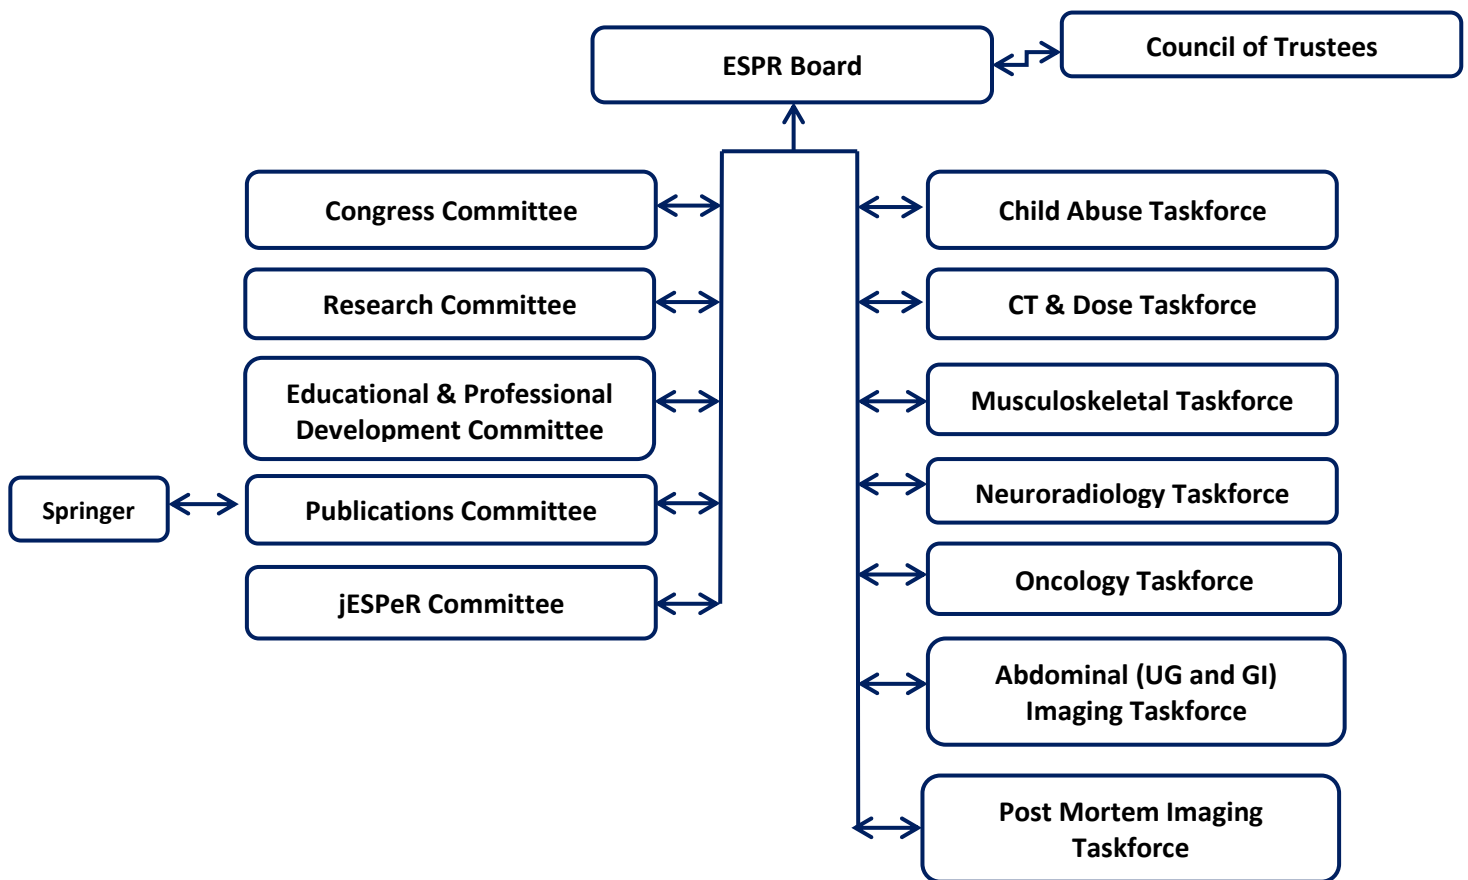 ESPR Board
Council of Trustees
Congress Committee
Research Committee
Educational & Professional
Development Committee
Springer
Publications Committee
jESPeR Committee
Child Abuse Taskforce
CT & Dose Taskforce
Musculoskeletal Taskforce
Neuroradiology Taskforce
Oncology Taskforce
Abdominal (UG and GI)
Imaging Taskforce
Post Mortem Imaging
Taskforce